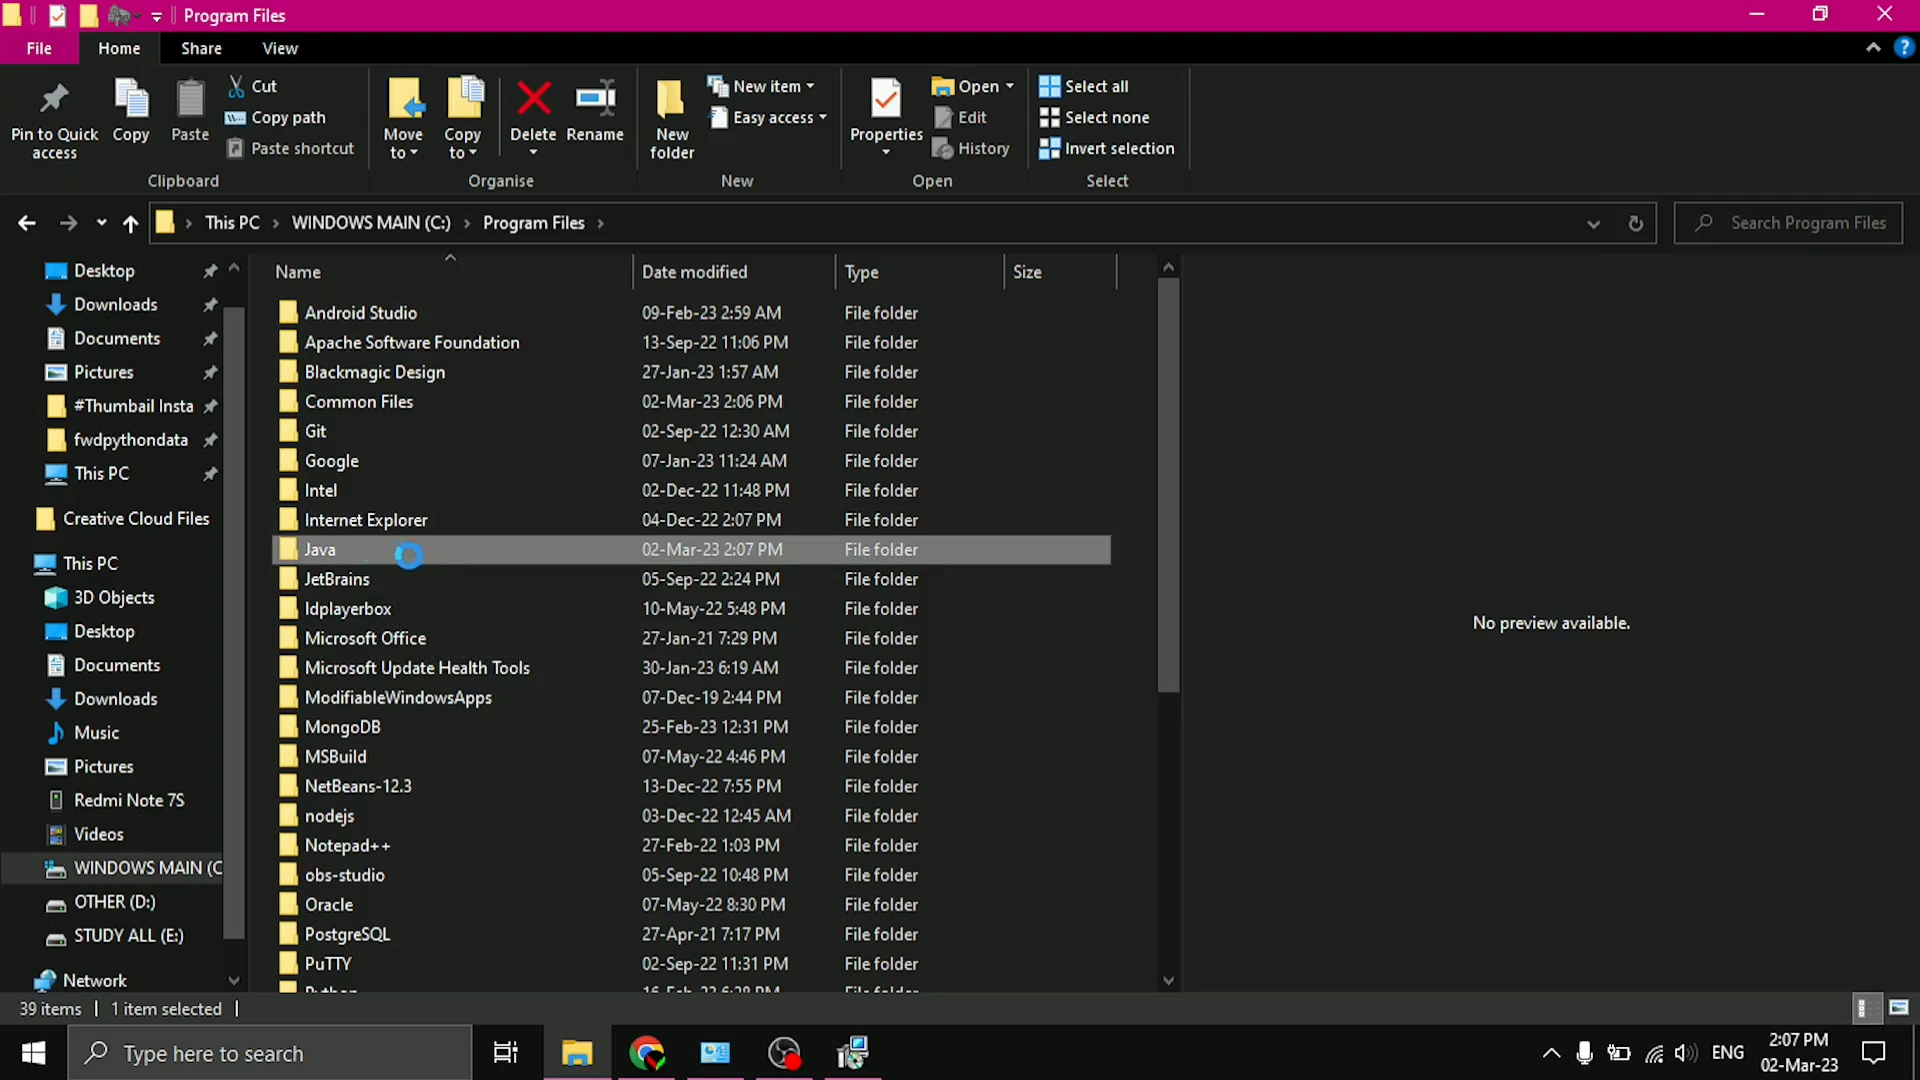 Program Files
File Home Share View
Pin to Quick access
Copy
Paste
Cut
Copy path
Paste shortcut
Clipboard
Move to
Copy to
Delete
Rename
Organise
New folder
New item
Easy access
New
Properties
Open
Edit
History
Open
Select all
Select none
Invert selection
Select
This PC > WINDOWS MAIN (C:) > Program Files >
Search Program Files
Desktop
Downloads
Documents
Pictures
#Thumbail Insta
fwdpythondata
This PC
Creative Cloud Files
This PC
3D Objects
Desktop
Documents
Downloads
Music
Pictures
Redmi Note 7S
Videos
WINDOWS MAIN (C
OTHER (D:)
STUDY ALL (E:)
Network
Name Date modified Type Size
Android Studio 09-Feb-23 2:59 AM File folder
Apache Software Foundation 13-Sep-22 11:06 PM File folder
Blackmagic Design 27-Jan-23 1:57 AM File folder
Common Files 02-Mar-23 2:06 PM File folder
Git 02-Sep-22 12:30 AM File folder
Google 07-Jan-23 11:24 AM File folder
Intel 02-Dec-22 11:48 PM File folder
Internet Explorer 04-Dec-22 2:07 PM File folder
Java 02-Mar-23 2:07 PM File folder
JetBrains 05-Sep-22 2:24 PM File folder
ldplayerbox 10-May-22 5:48 PM File folder
Microsoft Office 27-Jan-21 7:29 PM File folder
Microsoft Update Health Tools 30-Jan-23 6:19 AM File folder
ModifiableWindowsApps 07-Dec-19 2:44 PM File folder
MongoDB 25-Feb-23 12:31 PM File folder
MSBuild 07-May-22 4:46 PM File folder
NetBeans-12.3 13-Dec-22 7:55 PM File folder
nodejs 03-Dec-22 12:45 AM File folder
Notepad++ 27-Feb-22 1:03 PM File folder
obs-studio 05-Sep-22 10:48 PM File folder
Oracle 07-May-22 8:30 PM File folder
PostgreSQL 27-Apr-21 7:17 PM File folder
PuTTY 02-Sep-22 11:31 PM File folder
No preview available.
39 items 1 item selected
Type here to search
ENG
2:07 PM
02-Mar-23